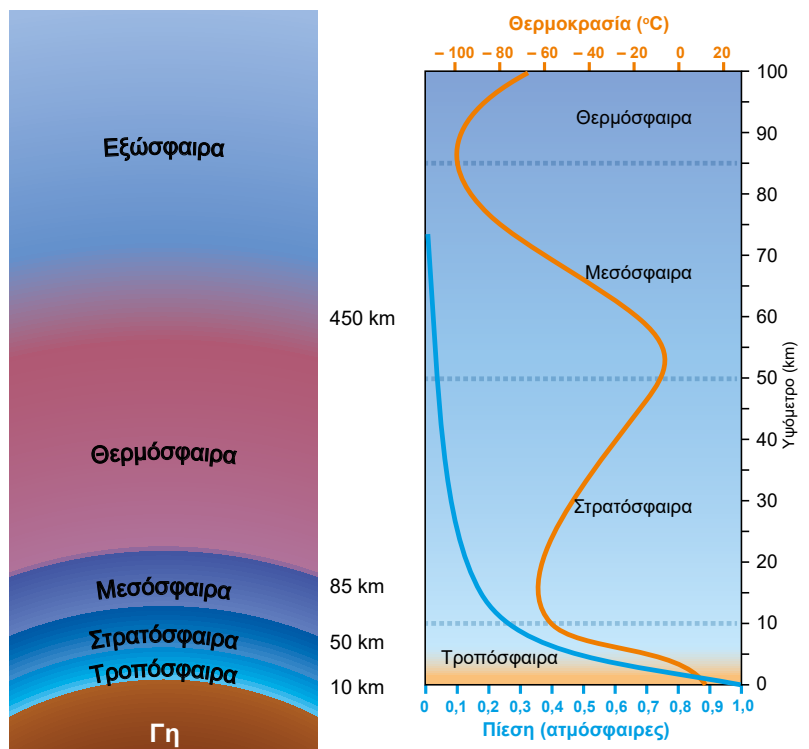 Εξώσφαιρα
450 km
Θερμόσφαιρα
85 km
Μεσόσφαιρα
50 km
Στρατόσφαιρα
Τροπόσφαιρα
10 km
Γη
Θερμοκρασία (°C)
– 100 – 80 – 60 – 40 – 20 0 20
100
Θερμόσφαιρα
90
80
70
Μεσόσφαιρα
60
50
40
30
Στρατόσφαιρα
20
10
Τροπόσφαιρα
0
Υψόμετρο (km)
0 0,1 0,2 0,3 0,4 0,5 0,6 0,7 0,8 0,9 1,0
Πίεση (ατμόσφαιρες)